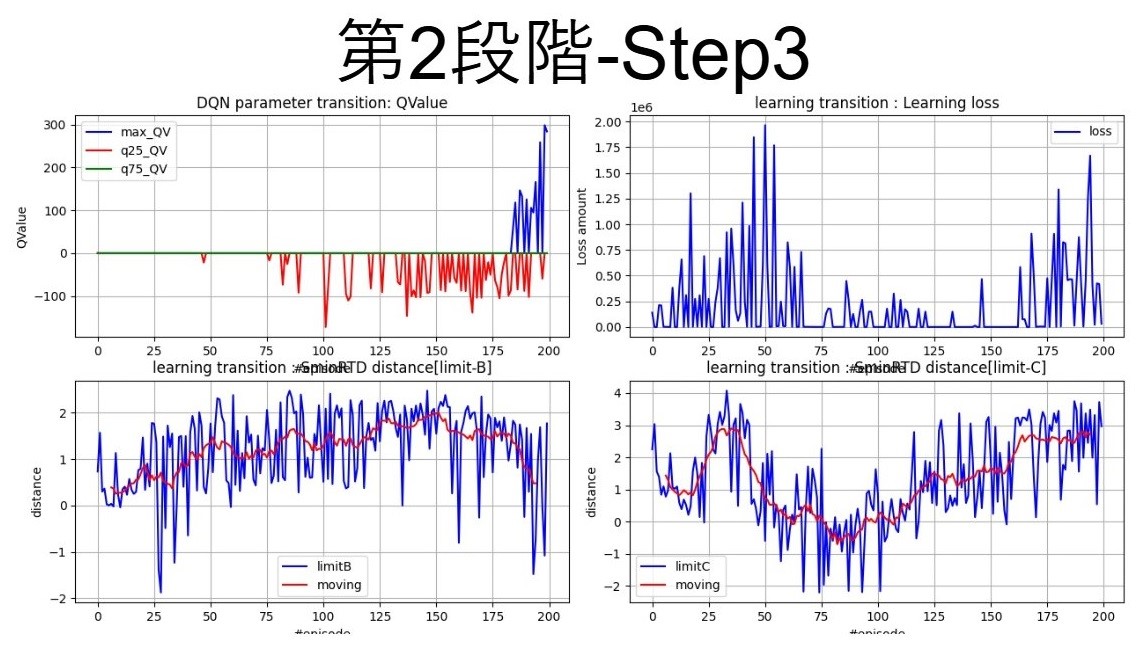 第2段階-Step3
DQN parameter transition: QValue
300
200
100
0
−100
QValue
max_QV
q25_QV
q75_QV
0 25 50 75 100 125 150 175 200
#episode
learning transition : Learning loss
1e6
2.00
1.75
1.50
1.25
1.00
0.75
0.50
0.25
0.00
Loss amount
loss
0 25 50 75 100 125 150 175 200
learning transition : SminRTD distance[limit-B]
2
1
0
−1
−2
distance
limitB
moving
0 25 50 75 100 125 150 175 200
#episode
learning transition : SminRTD distance[limit-C]
4
3
2
1
0
−1
−2
distance
limitC
moving
0 25 50 75 100 125 150 175 200
#episode